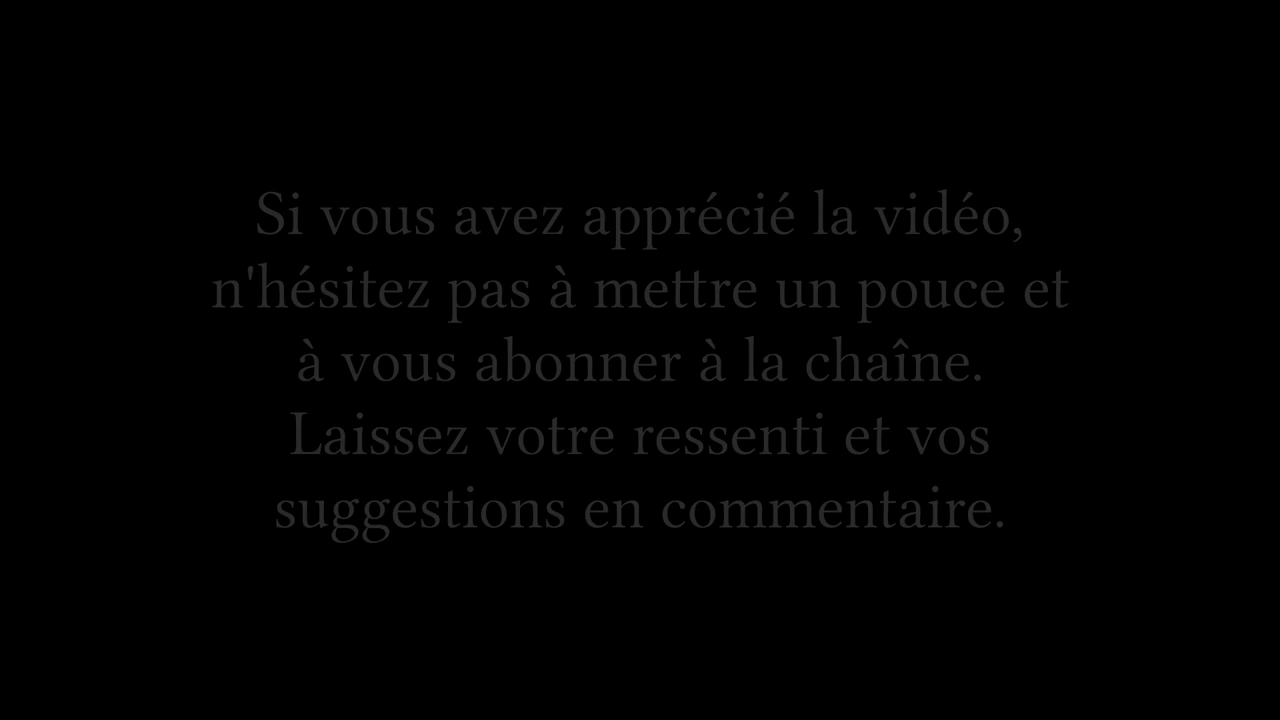 Si vous avez apprécié la vidéo,
n'hésitez pas à mettre un pouce et
à vous abonner à la chaîne.
Laissez votre ressenti et vos
suggestions en commentaire.